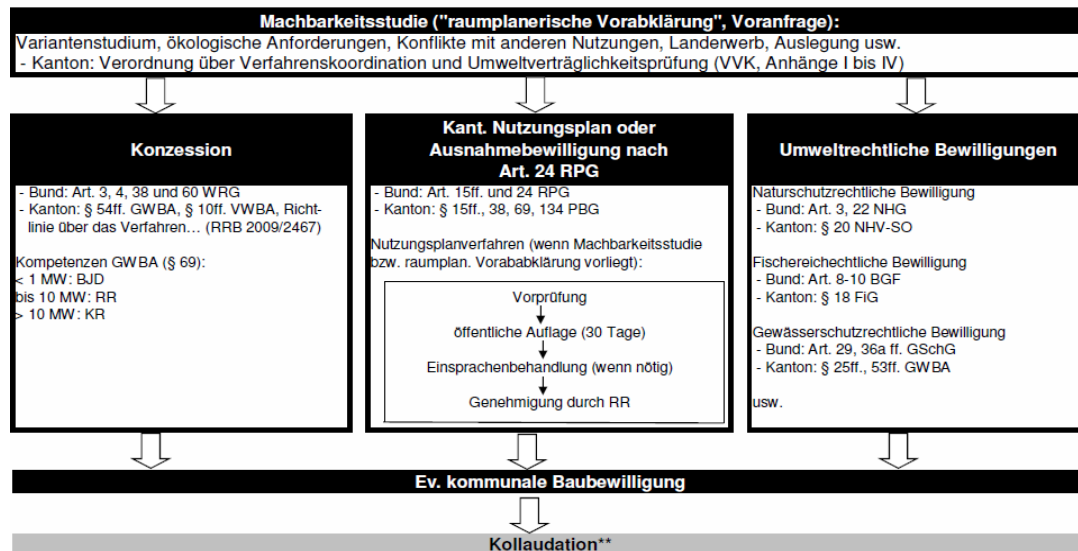 Machbarkeitsstudie ("raumplanerische Vorabklärung", Voranfrage):
Variantenstudium, ökologische Anforderungen, Konflikte mit anderen Nutzungen, Landerwerb, Auslegung usw.
- Kanton: Verordnung über Verfahrenskoordination und Umweltverträglichkeitsprüfung (VVK, Anhänge I bis IV)
Konzession
- Bund: Art. 3, 4, 38 und 60 WRG
- Kanton: § 54ff. GWBA, § 10ff. VWBA, Richt-
linie über das Verfahren... (RRB 2009/2467)
Kompetenzen GWBA (§ 69):
< 1 MW: BJD
bis 10 MW: RR
> 10 MW: KR
Kant. Nutzungsplan oder
Ausnahmebewilligung nach
Art. 24 RPG
- Bund: Art. 15ff. und 24 RPG
- Kanton: § 15ff., 38, 69, 134 PBG
Nutzungsplanverfahren (wenn Machbarkeitsstudie
bzw. raumplan. Vorababklärung vorliegt):
Vorprüfung
öffentliche Auflage (30 Tage)
Einsprachenbehandlung (wenn nötig)
Genehmigung durch RR
Umweltrechtliche Bewilligungen
Naturschutzrechtliche Bewilligung
- Bund: Art. 3, 22 NHG
- Kanton: § 20 NHV-SO
Fischereichechtliche Bewilligung
- Bund: Art. 8-10 BGF
- Kanton: § 18 FiG
Gewässerschutzrechtliche Bewilligung
- Bund: Art. 29, 36a ff. GSchG
- Kanton: § 25ff., 53ff. GWBA
usw.
Ev. kommunale Baubewilligung
Kollaudation**